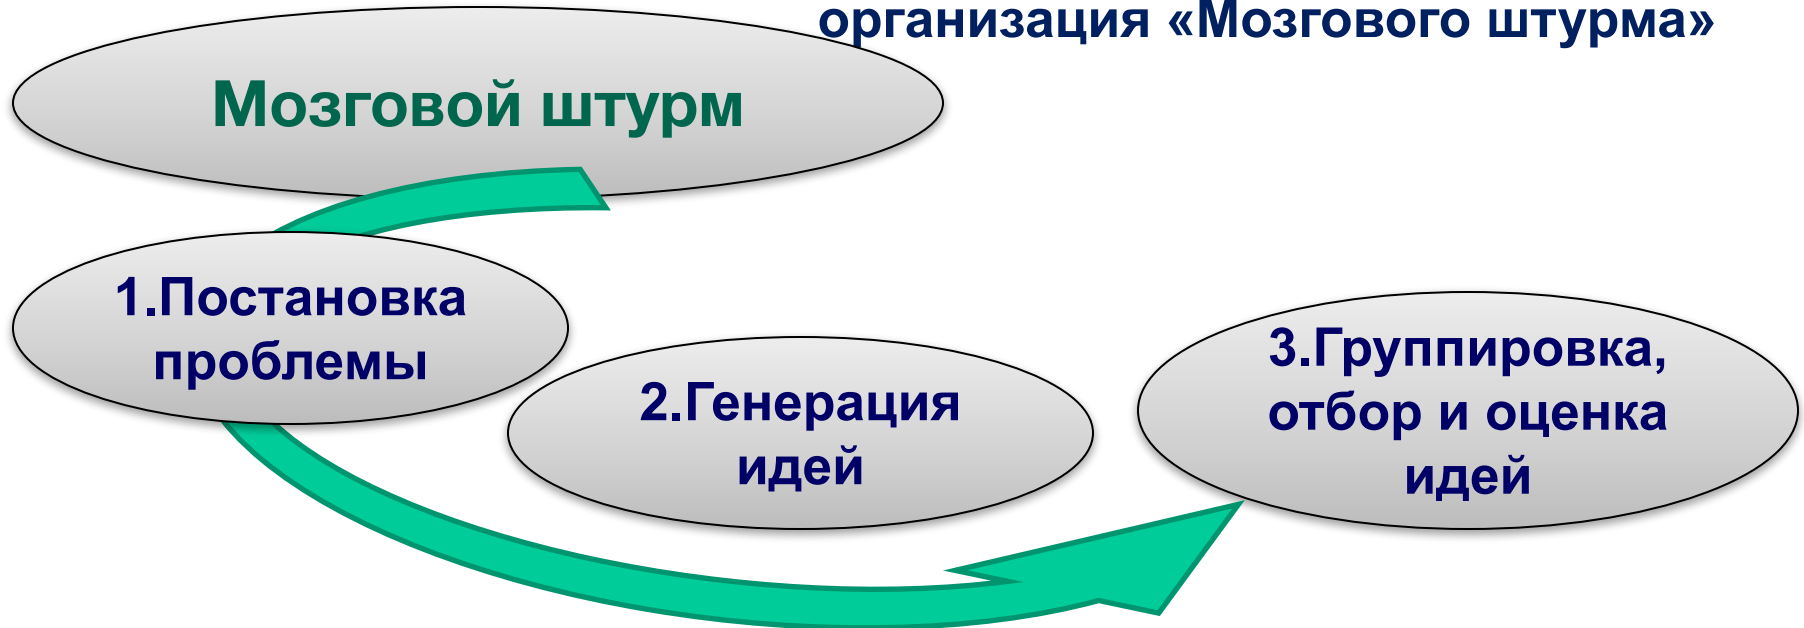 организация «Мозгового штурма»
Мозговой штурм
1.Постановка
проблемы
2.Генерация
идей
3.Группировка,
отбор и оценка
идей